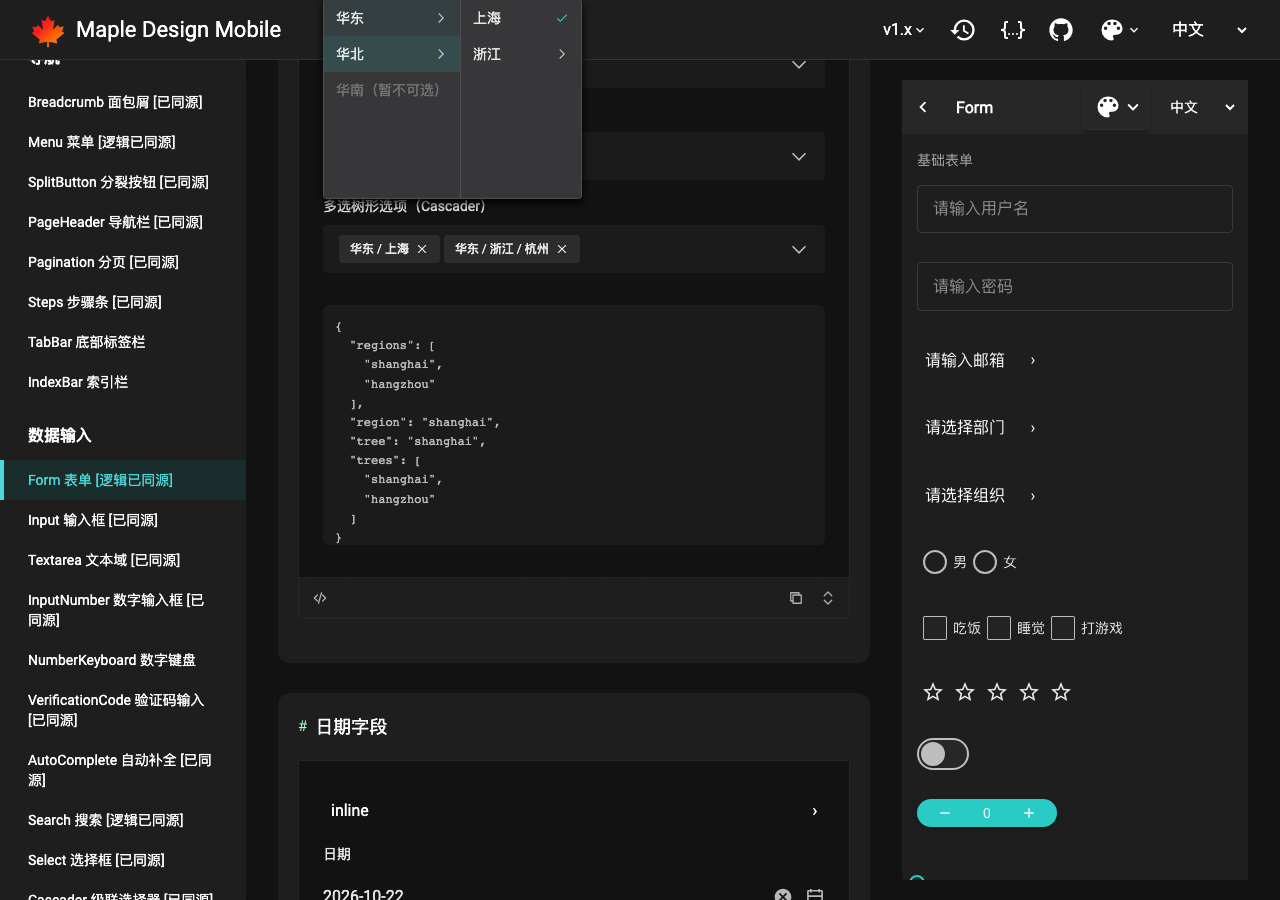 Maple Design Mobile
v1.x
{...}
中文
导航
Breadcrumb 面包屑 [已同源]
Menu 菜单 [逻辑已同源]
SplitButton 分裂按钮 [已同源]
PageHeader 导航栏 [已同源]
Pagination 分页 [已同源]
Steps 步骤条 [已同源]
TabBar 底部标签栏
IndexBar 索引栏
数据输入
Form 表单 [逻辑已同源]
Input 输入框 [已同源]
Textarea 文本域 [已同源]
InputNumber 数字输入框 [已
同源]
NumberKeyboard 数字键盘
VerificationCode 验证码输入
[已同源]
AutoComplete 自动补全 [已同
源]
Search 搜索 [逻辑已同源]
Select 选择框 [已同源]
Cascader 级联选择器 [已同源]
华东
华北
华南（暂不可选）
上海
浙江
多选树形选项（Cascader）
华东 / 上海
华东 / 浙江 / 杭州
{
"regions": [
"shanghai",
"hangzhou"
],
"region": "shanghai",
"tree": "shanghai",
"trees": [
"shanghai",
"hangzhou"
]
}
# 日期字段
inline
日期
2026-10-22
Form
中文
基础表单
请输入用户名
请输入密码
请输入邮箱
请选择部门
请选择组织
男 女
吃饭 睡觉 打游戏
0